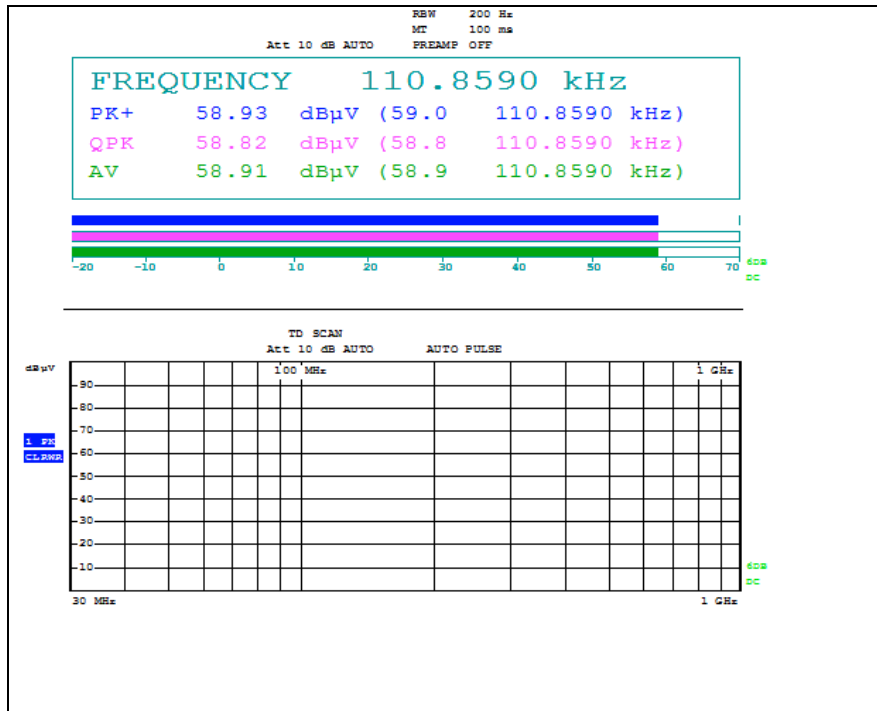 RBW 200 Hz
MT 100 ms
Att 10 dB AUTO PREAMP OFF
FREQUENCY 110.8590 kHz
PK+ 58.93 dBµV (59.0 110.8590 kHz)
QPK 58.82 dBµV (58.8 110.8590 kHz)
AV 58.91 dBµV (58.9 110.8590 kHz)
-20 -10 0 10 20 30 40 50 60 70
6DB
DC
TD SCAN
Att 10 dB AUTO AUTO PULSE
dBµV
100 MHz 1 GHz
90
80
70
1 PK
CLRWR
60
50
40
30
20
10
6DB
DC
30 MHz 1 GHz